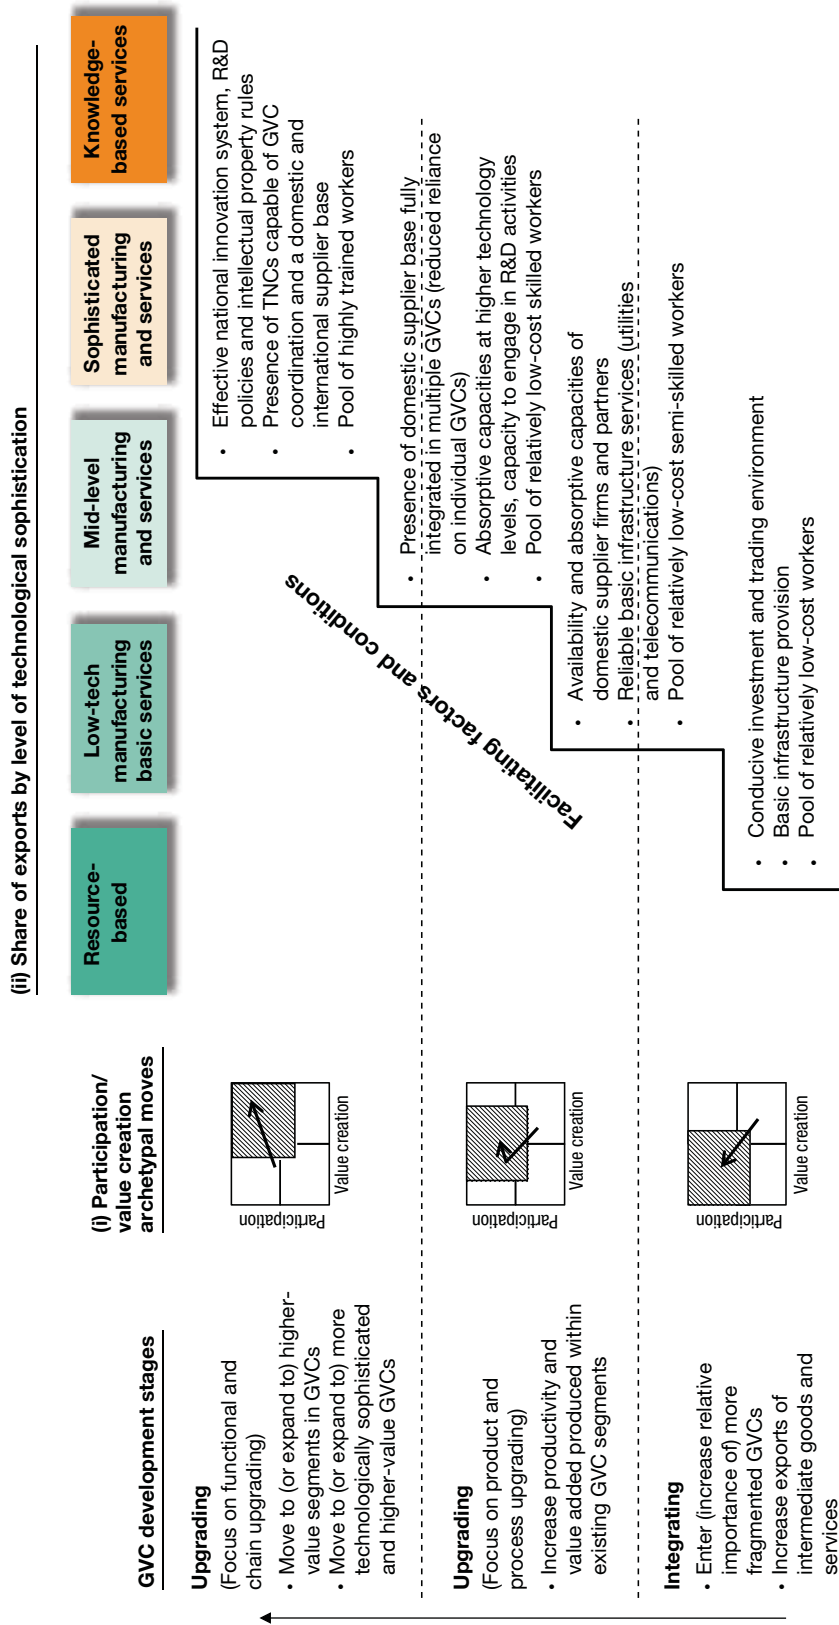 GVC development stages
(i) Participation/
value creation
archetypal moves
(ii) Share of exports by level of technological sophistication
Resource-
based
Low-tech
manufacturing
basic services
Mid-level
manufacturing
and services
Sophisticated
manufacturing
and services
Knowledge-
based services
Upgrading
(Focus on functional and
chain upgrading)
• Move to (or expand to) higher-
value segments in GVCs
• Move to (or expand to) more
technologically sophisticated
and higher-value GVCs
Participation
Value creation
• Effective national innovation system, R&D
policies and intellectual property rules
• Presence of TNCs capable of GVC
coordination and a domestic and
international supplier base
• Pool of highly trained workers
Facilitating factors and conditions
Upgrading
(Focus on product and
process upgrading)
• Increase productivity and
value added produced within
existing GVC segments
Participation
Value creation
• Presence of domestic supplier base fully
integrated in multiple GVCs (reduced reliance
on individual GVCs)
• Absorptive capacities at higher technology
levels, capacity to engage in R&D activities
• Pool of relatively low-cost skilled workers
• Availability and absorptive capacities of
domestic supplier firms and partners
• Reliable basic infrastructure services (utilities
and telecommunications)
• Pool of relatively low-cost semi-skilled workers
Integrating
• Enter (increase relative
importance of) more
fragmented GVCs
• Increase exports of
intermediate goods and
services
Participation
Value creation
• Conducive investment and trading environment
• Basic infrastructure provision
• Pool of relatively low-cost workers